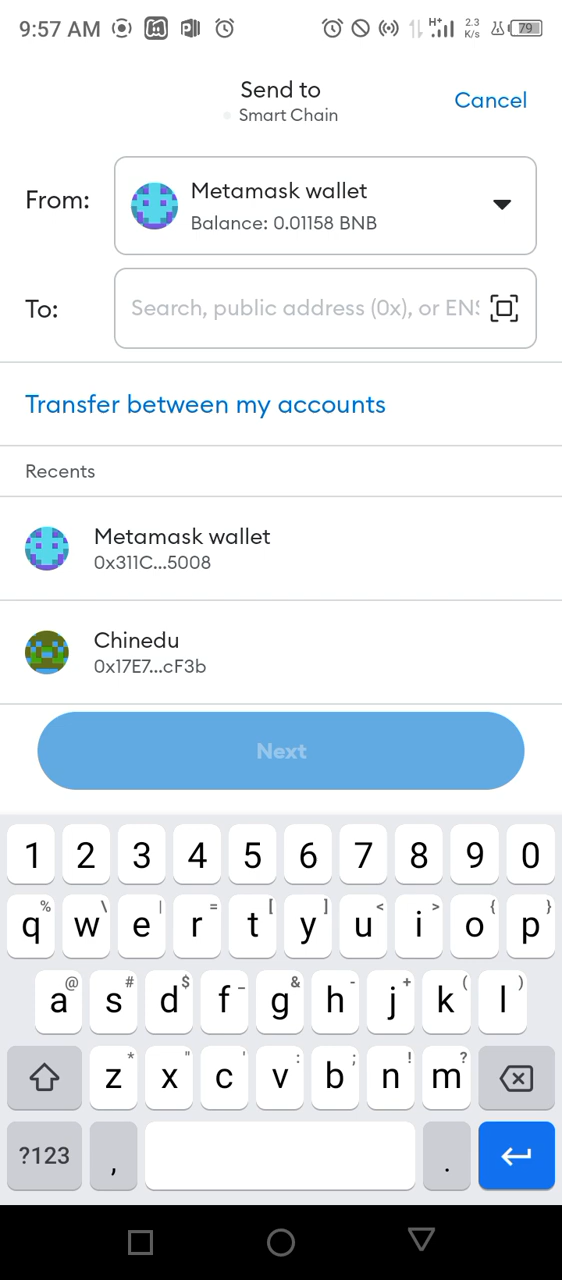 9:57 AM
H+
2.3
K/s
79
Send to
Smart Chain
Cancel
From:
Metamask wallet
Balance: 0.01158 BNB
To:
Search, public address (0x), or ENS
Transfer between my accounts
Recents
Metamask wallet
0x311C...5008
Chinedu
0x17E7...cF3b
Next
1 2 3 4 5 6 7 8 9 0
% \ | = [ ] < > { }
q w e r t y u i o p
@ # $ _ & - + ( )
a s d f g h j k l
* " ' : ; ! ?
z x c v b n m
?123 , .